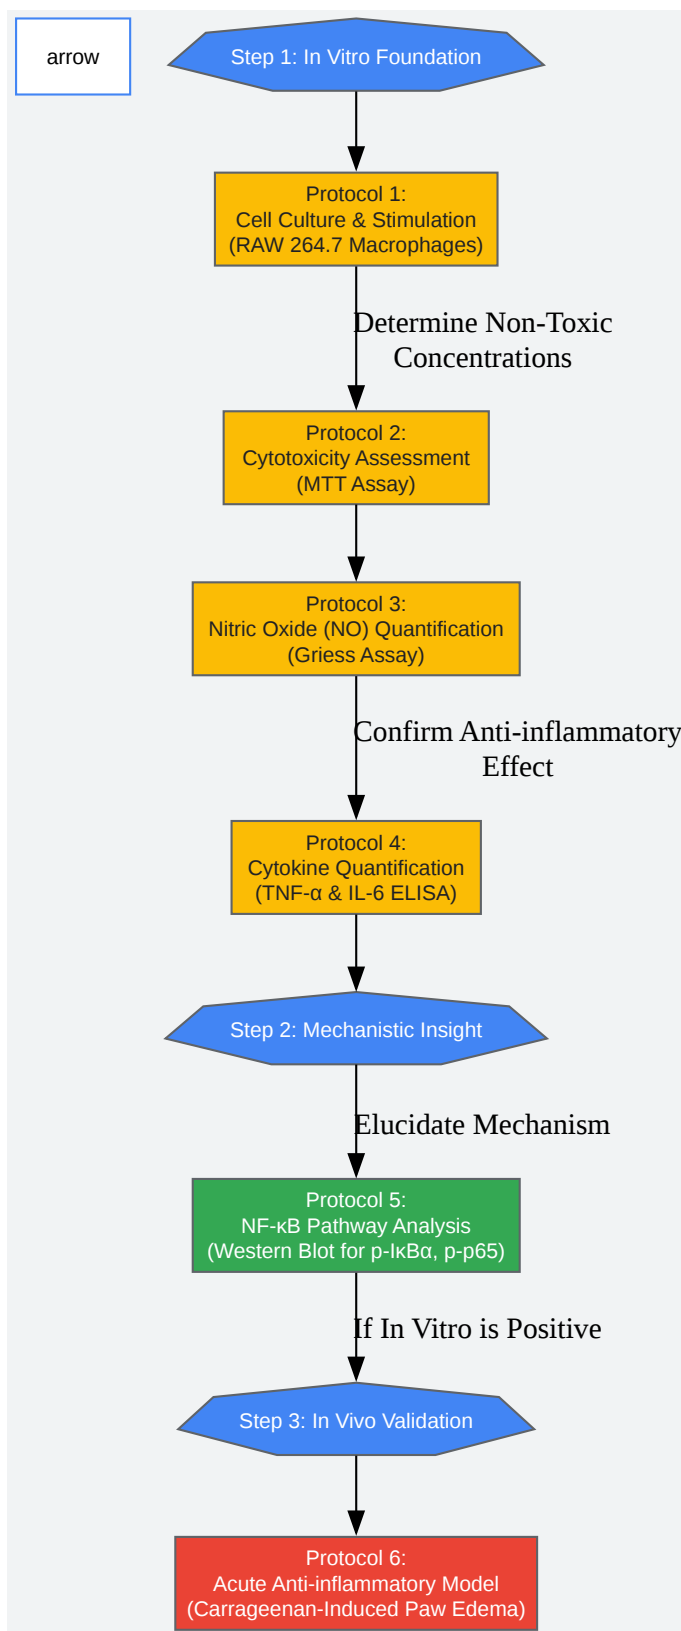 arrow
Step 1: In Vitro Foundation
Protocol 1:
Cell Culture & Stimulation
(RAW 264.7 Macrophages)
Determine Non-Toxic
Concentrations
Protocol 2:
Cytotoxicity Assessment
(MTT Assay)
Protocol 3:
Nitric Oxide (NO) Quantification
(Griess Assay)
Confirm Anti-inflammatory
Effect
Protocol 4:
Cytokine Quantification
(TNF-α & IL-6 ELISA)
Step 2: Mechanistic Insight
Elucidate Mechanism
Protocol 5:
NF-κB Pathway Analysis
(Western Blot for p-IκBα, p-p65)
If In Vitro is Positive
Step 3: In Vivo Validation
Protocol 6:
Acute Anti-inflammatory Model
(Carrageenan-Induced Paw Edema)